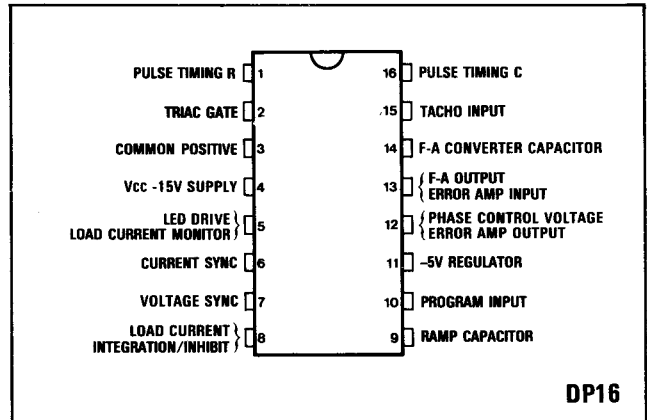 PULSE TIMING R 1
TRIAC GATE 2
COMMON POSITIVE 3
Vcc -15V SUPPLY 4
LED DRIVE
LOAD CURRENT MONITOR 5
CURRENT SYNC 6
VOLTAGE SYNC 7
LOAD CURRENT
INTEGRATION/INHIBIT 8
16 PULSE TIMING C
15 TACHO INPUT
14 F-A CONVERTER CAPACITOR
13 F-A OUTPUT
ERROR AMP INPUT
12 PHASE CONTROL VOLTAGE
ERROR AMP OUTPUT
11 -5V REGULATOR
10 PROGRAM INPUT
9 RAMP CAPACITOR
DP16